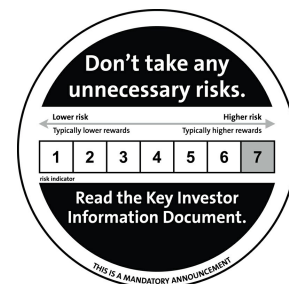 Don't take any
unnecessary risks.
Lower risk Higher risk
Typically lower rewards Typically higher rewards
1 2 3 4 5 6 7
risk indicator
Read the Key Investor
Information Document.
THIS IS A MANDATORY ANNOUNCEMENT